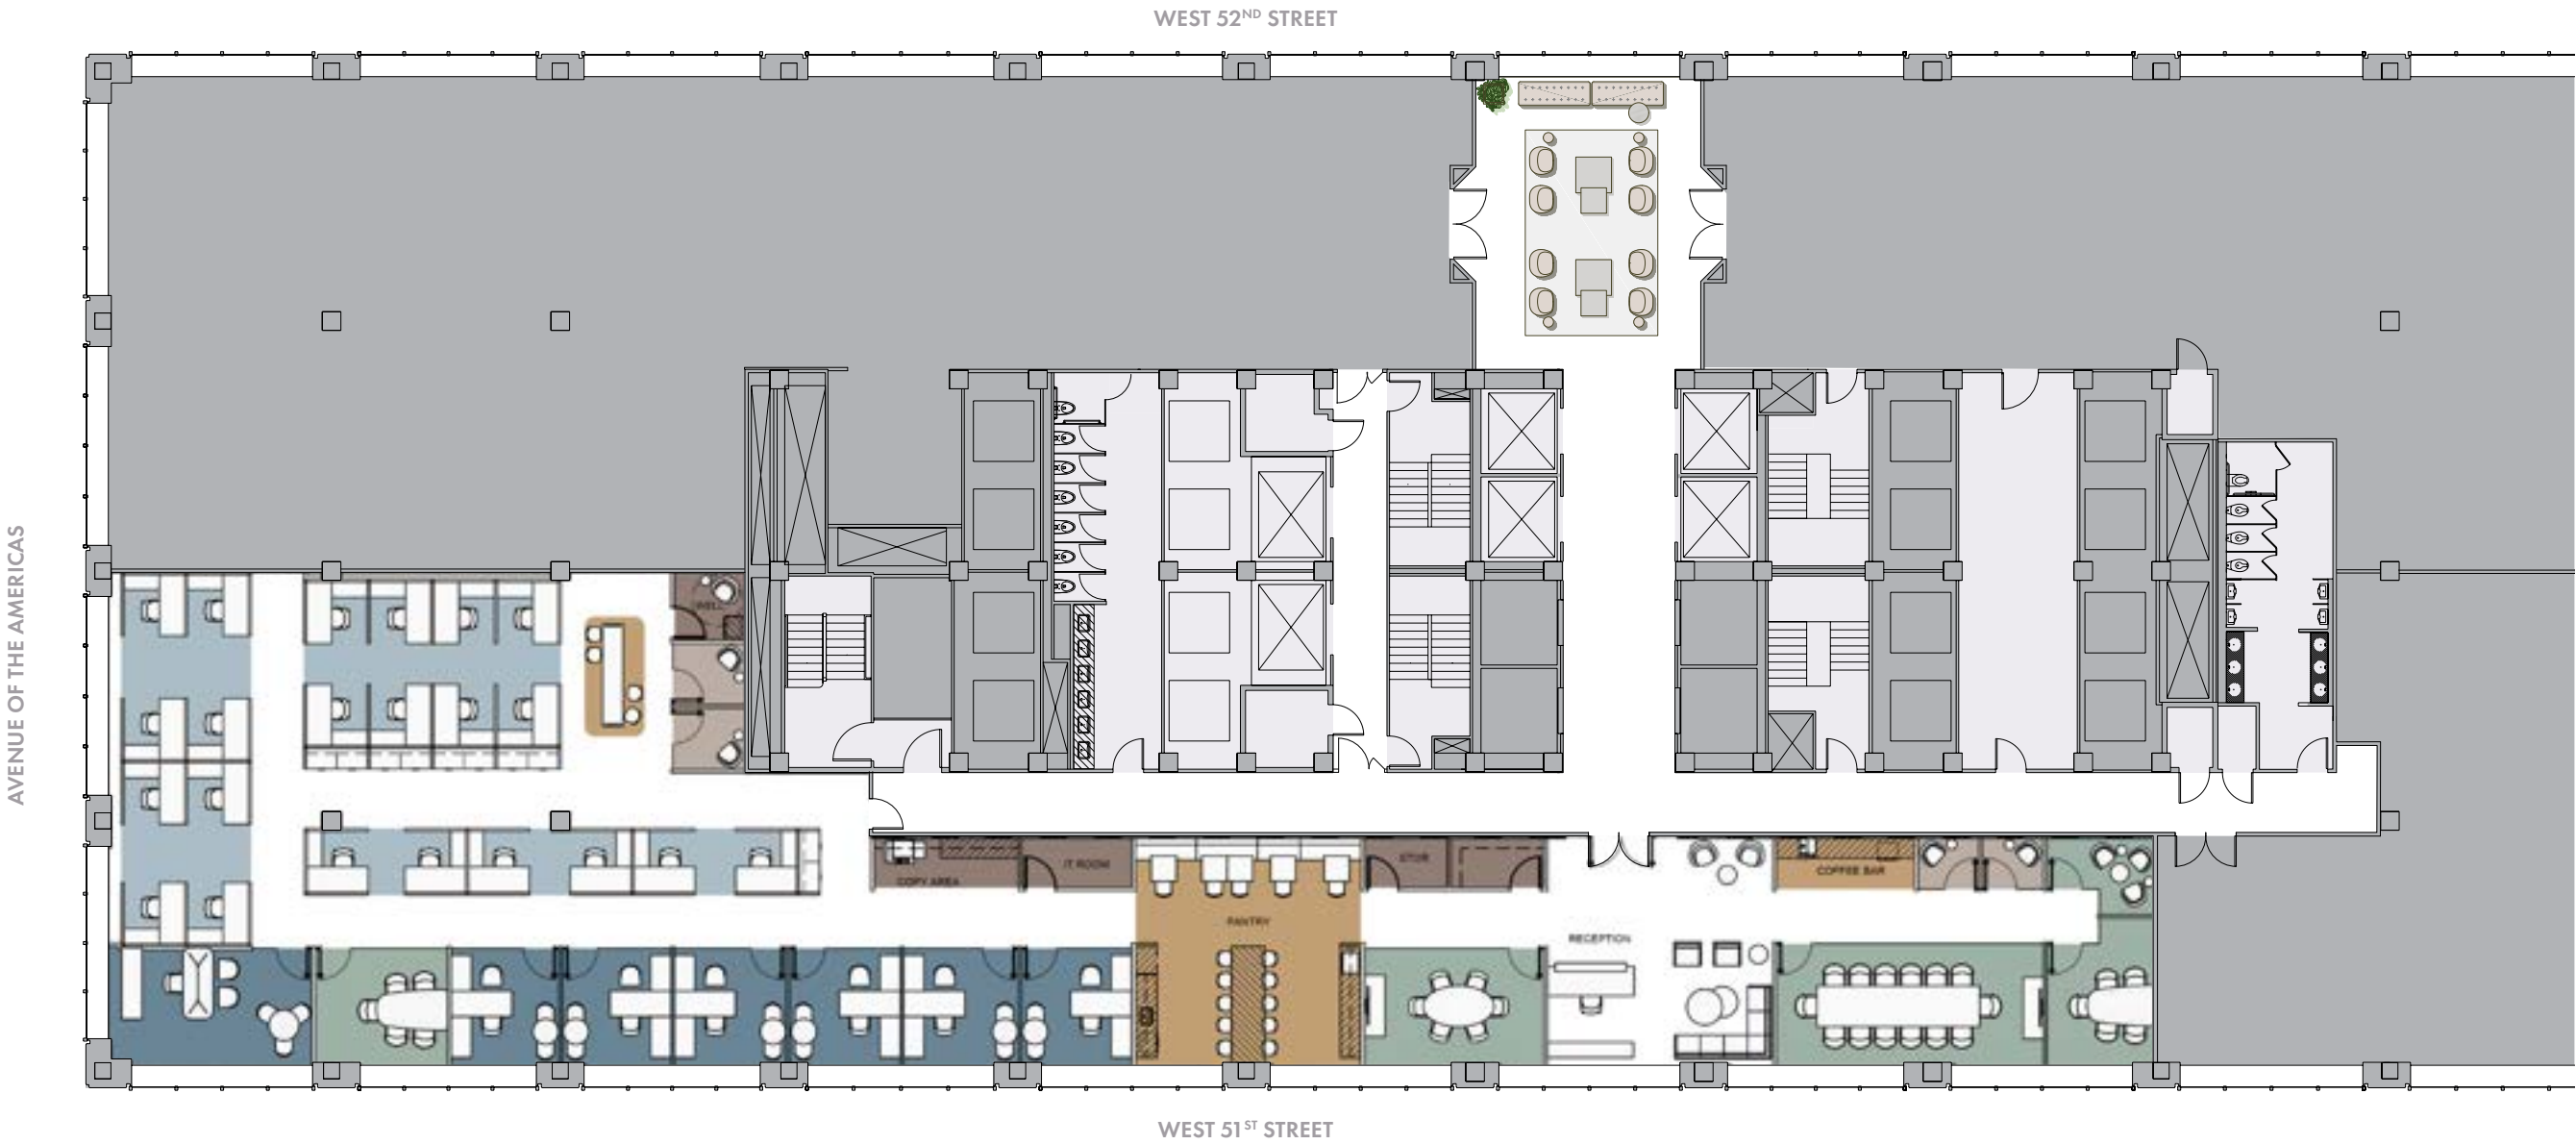 WEST 52ND STREET
AVENUE OF THE AMERICAS
WELL
COPY AREA
IT ROOM
PANTRY
STOR
RECEPTION
COFFEE BAR
WEST 51ST STREET